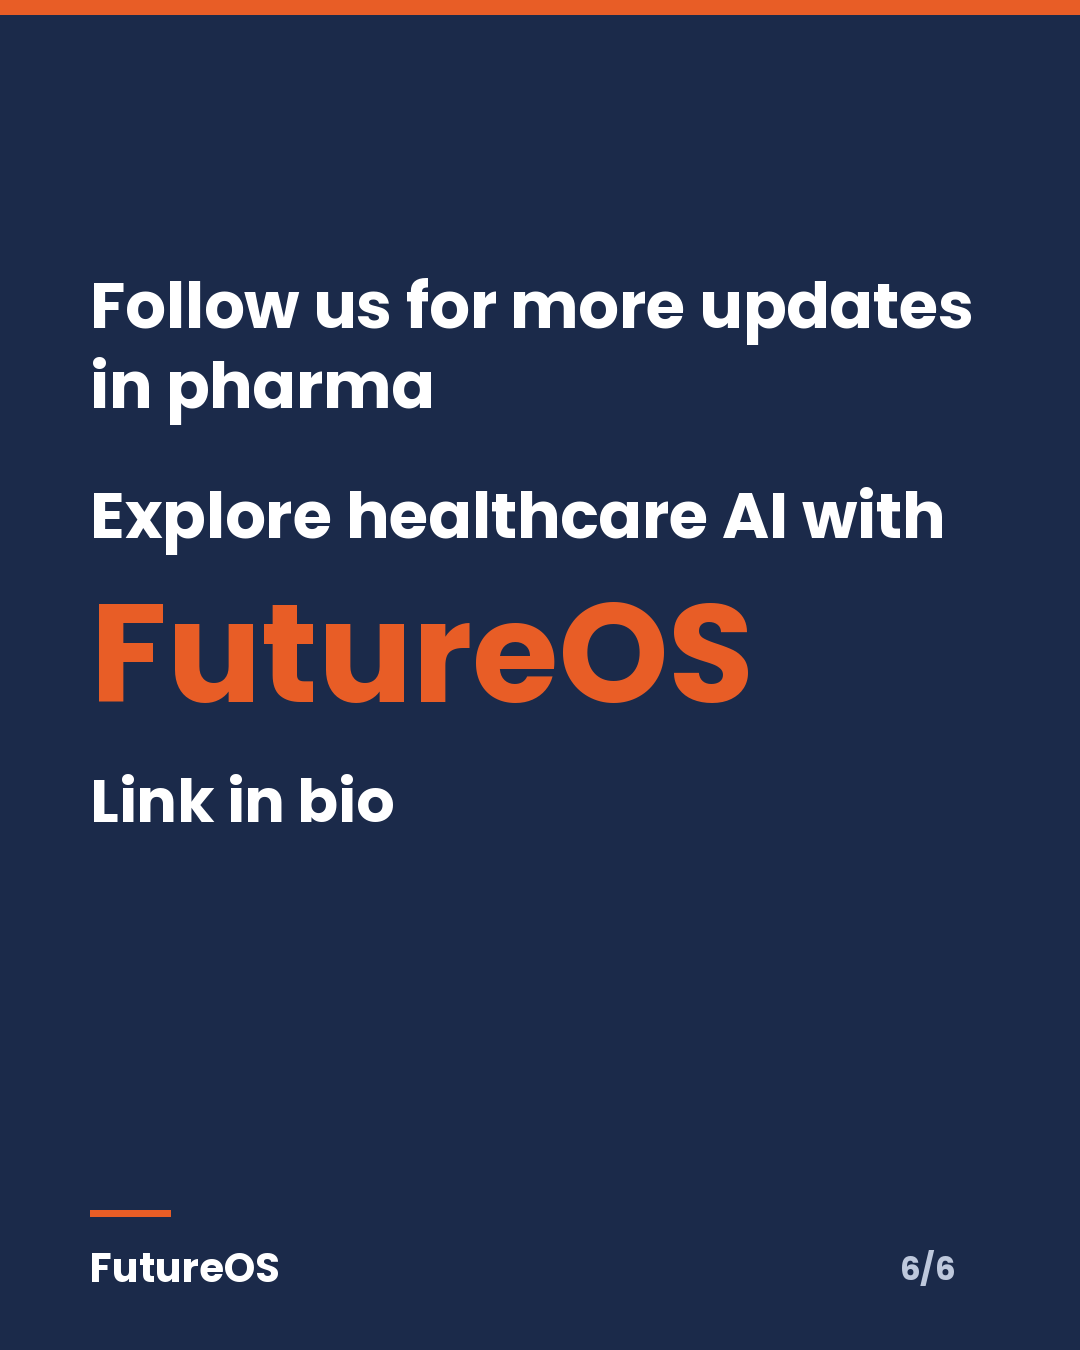 Follow us for more updates
in pharma
Explore healthcare AI with
FutureOS
Link in bio
FutureOS
6/6